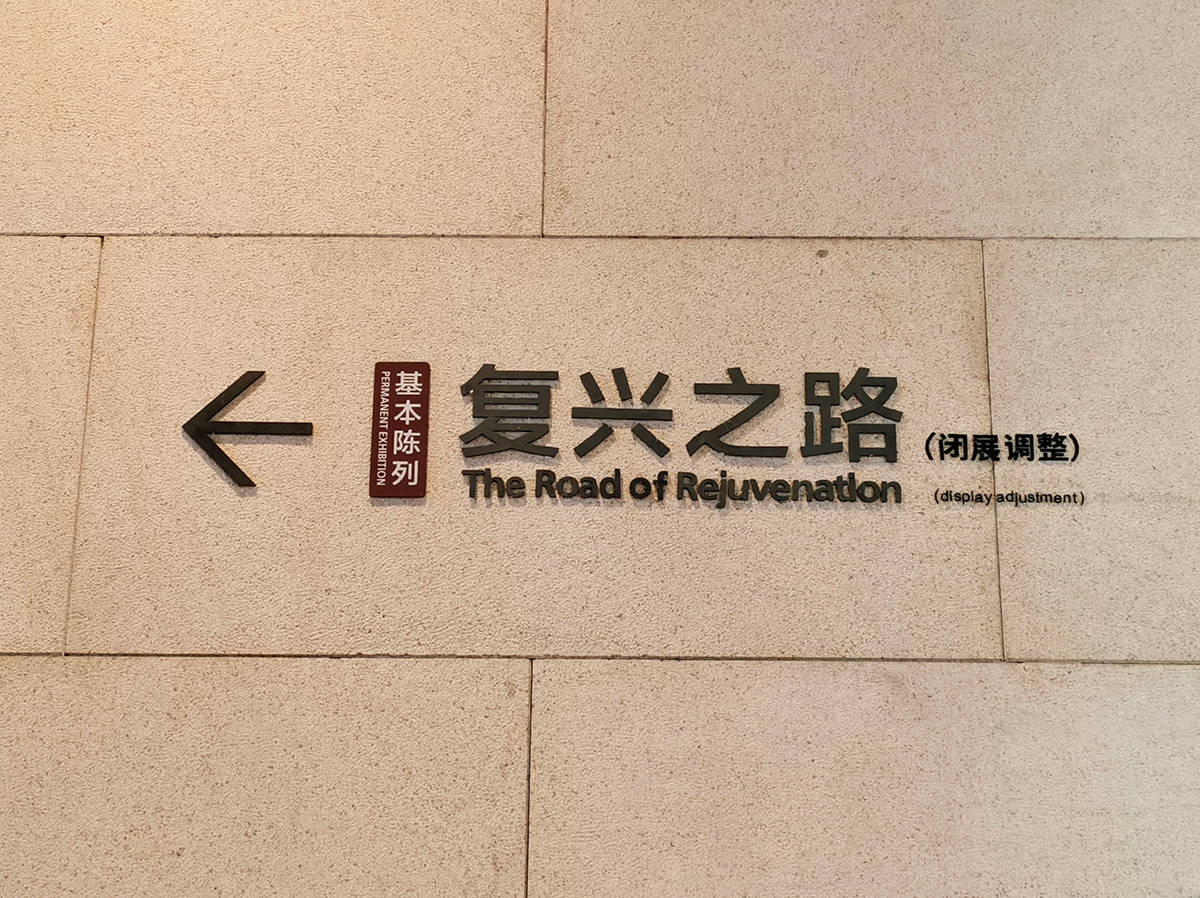 基本陈列
PERMANENT EXHIBITION
复兴之路
The Road of Rejuvenation
(闭展调整)
(display adjustment)